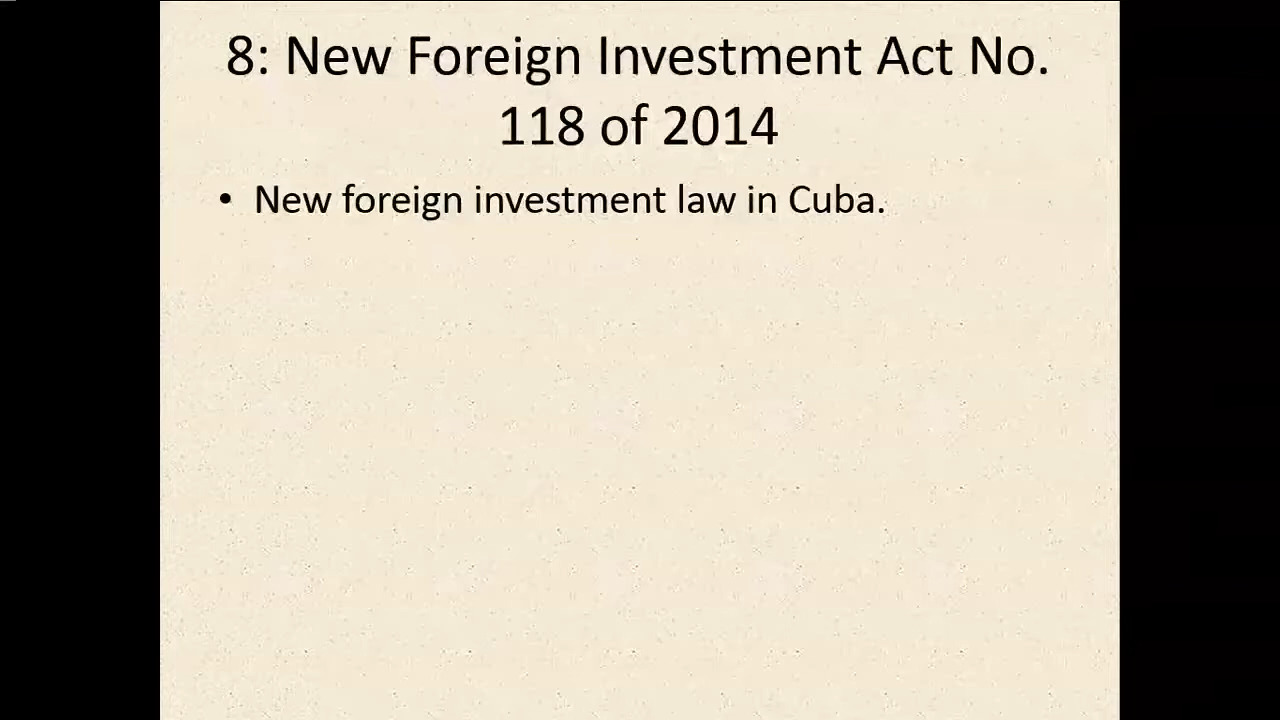 8: New Foreign Investment Act No.
118 of 2014
• New foreign investment law in Cuba.